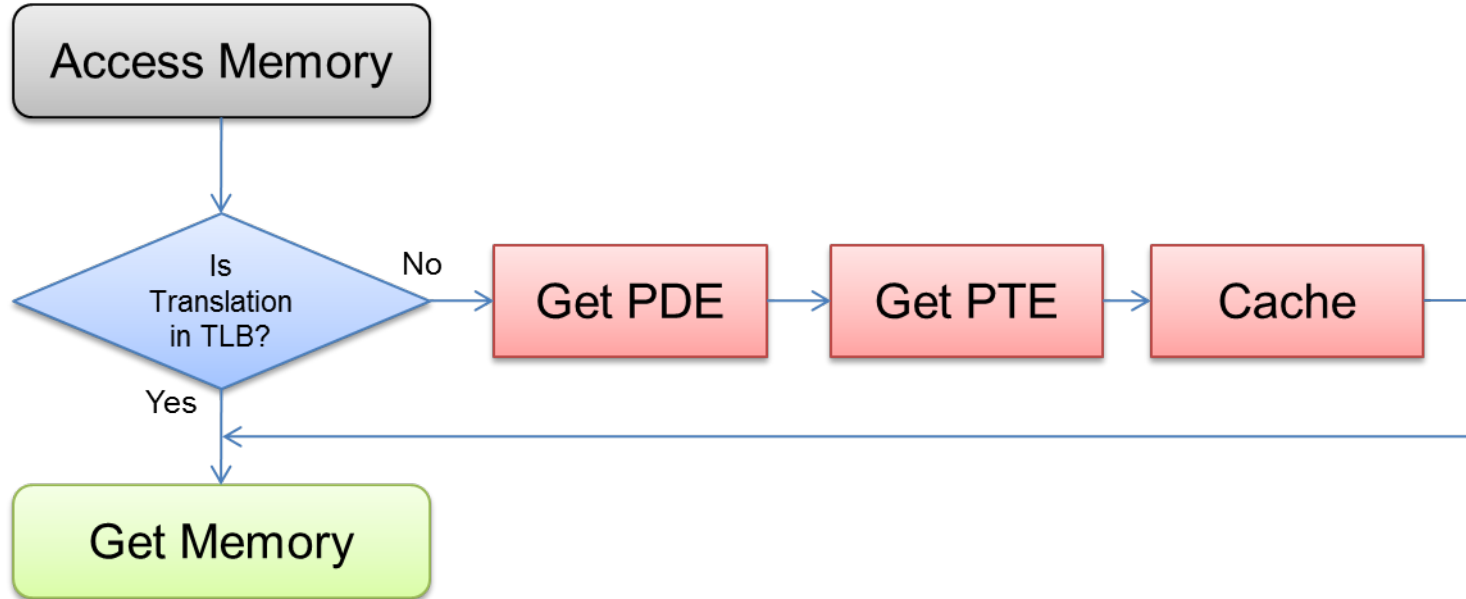 Access Memory
Is
Translation
in TLB?
No
Get PDE
Get PTE
Cache
Yes
Get Memory